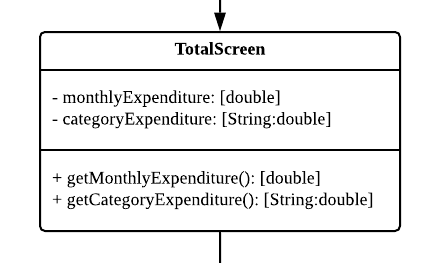 TotalScreen
- monthlyExpenditure: [double]
- categoryExpenditure: [String:double]
+ getMonthlyExpenditure(): [double]
+ getCategoryExpenditure(): [String:double]